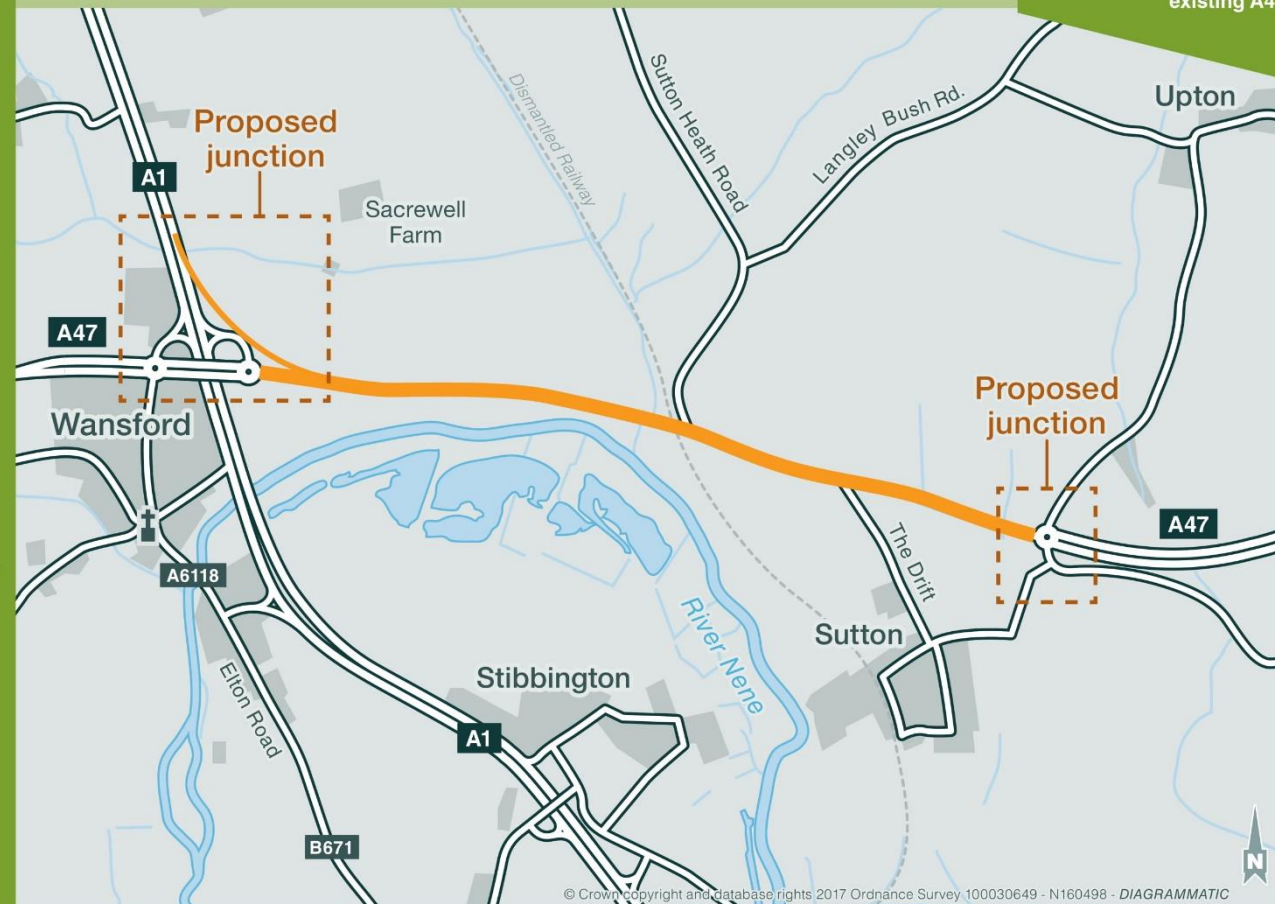 existing A4
Upton
Sutton Heath Road
Langley Bush Rd.
Dismantled Railway
Proposed
junction
A1
Sacrewell
Farm
A47
Wansford
Proposed
junction
A47
The Drift
A6118
River Nene
Sutton
Elton Road
Stibbington
A1
B671
N
© Crown copyright and database rights 2017 Ordnance Survey 100030649 - N160498 - DIAGRAMMATIC